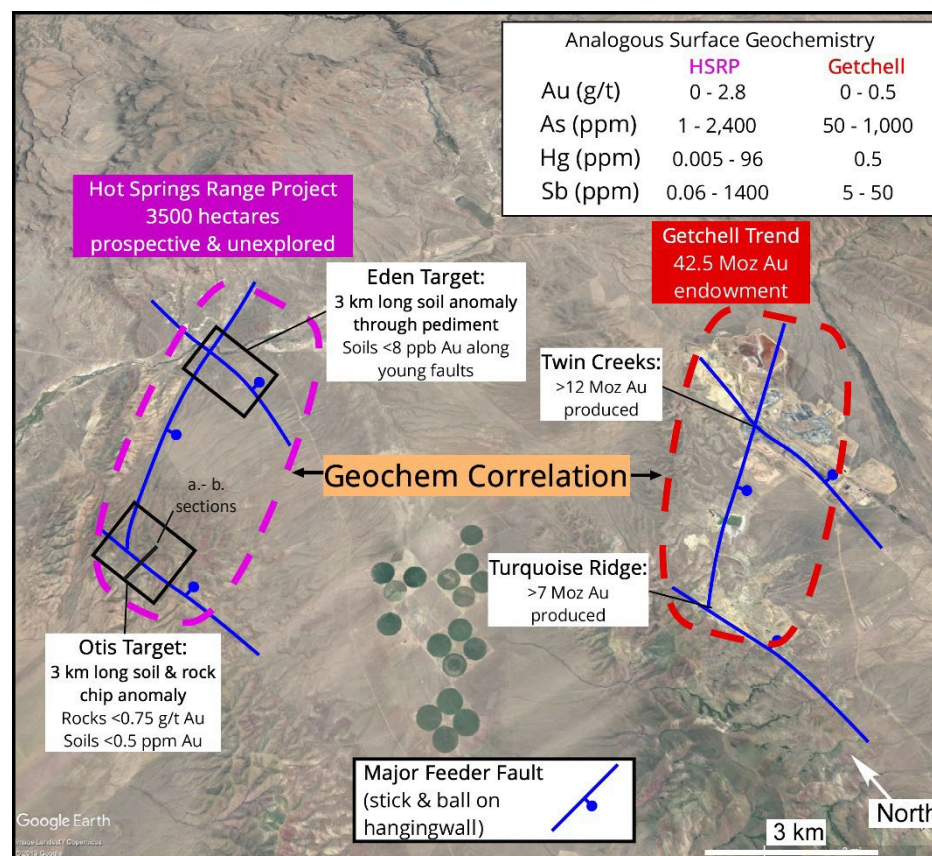 Analogous Surface Geochemistry
HSRP Getchell
Au (g/t) 0 - 2.8 0 - 0.5
As (ppm) 1 - 2,400 50 - 1,000
Hg (ppm) 0.005 - 96 0.5
Sb (ppm) 0.06 - 1400 5 - 50
Hot Springs Range Project
3500 hectares
prospective & unexplored
Getchell Trend
42.5 Moz Au
endowment
Eden Target:
3 km long soil anomaly
through pediment
Soils <8 ppb Au along
young faults
Twin Creeks:
>12 Moz Au
produced
Geochem Correlation
a.- b.
sections
Turquoise Ridge:
>7 Moz Au
produced
Otis Target:
3 km long soil & rock
chip anomaly
Rocks <0.75 g/t Au
Soils <0.5 ppm Au
Major Feeder Fault
(stick & ball on
hangingwall)
North
3 km
Google Earth
Image Landsat / Copernicus
© 2019 Google